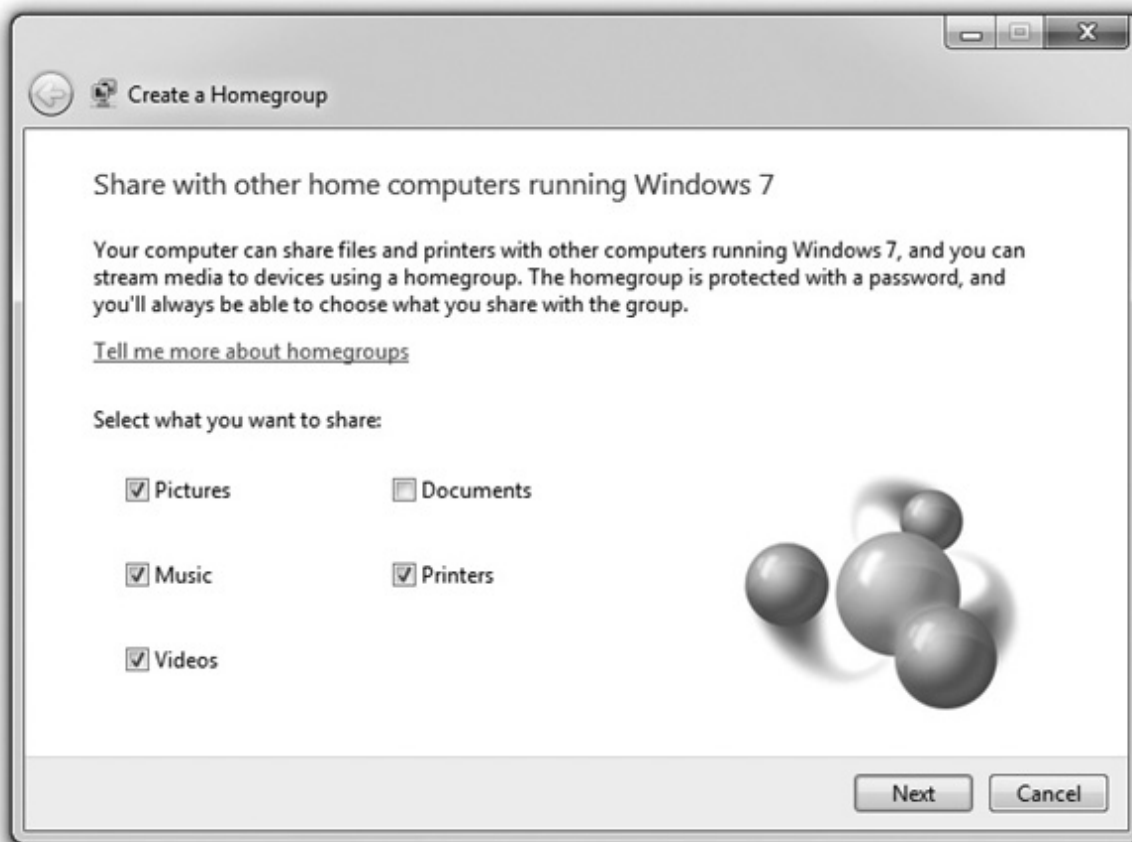 Create a Homegroup
Share with other home computers running Windows 7
Your computer can share files and printers with other computers running Windows 7, and you can
stream media to devices using a homegroup. The homegroup is protected with a password, and
you'll always be able to choose what you share with the group.
Tell me more about homegroups
Select what you want to share:
Pictures Documents
Music Printers
Videos
Next Cancel